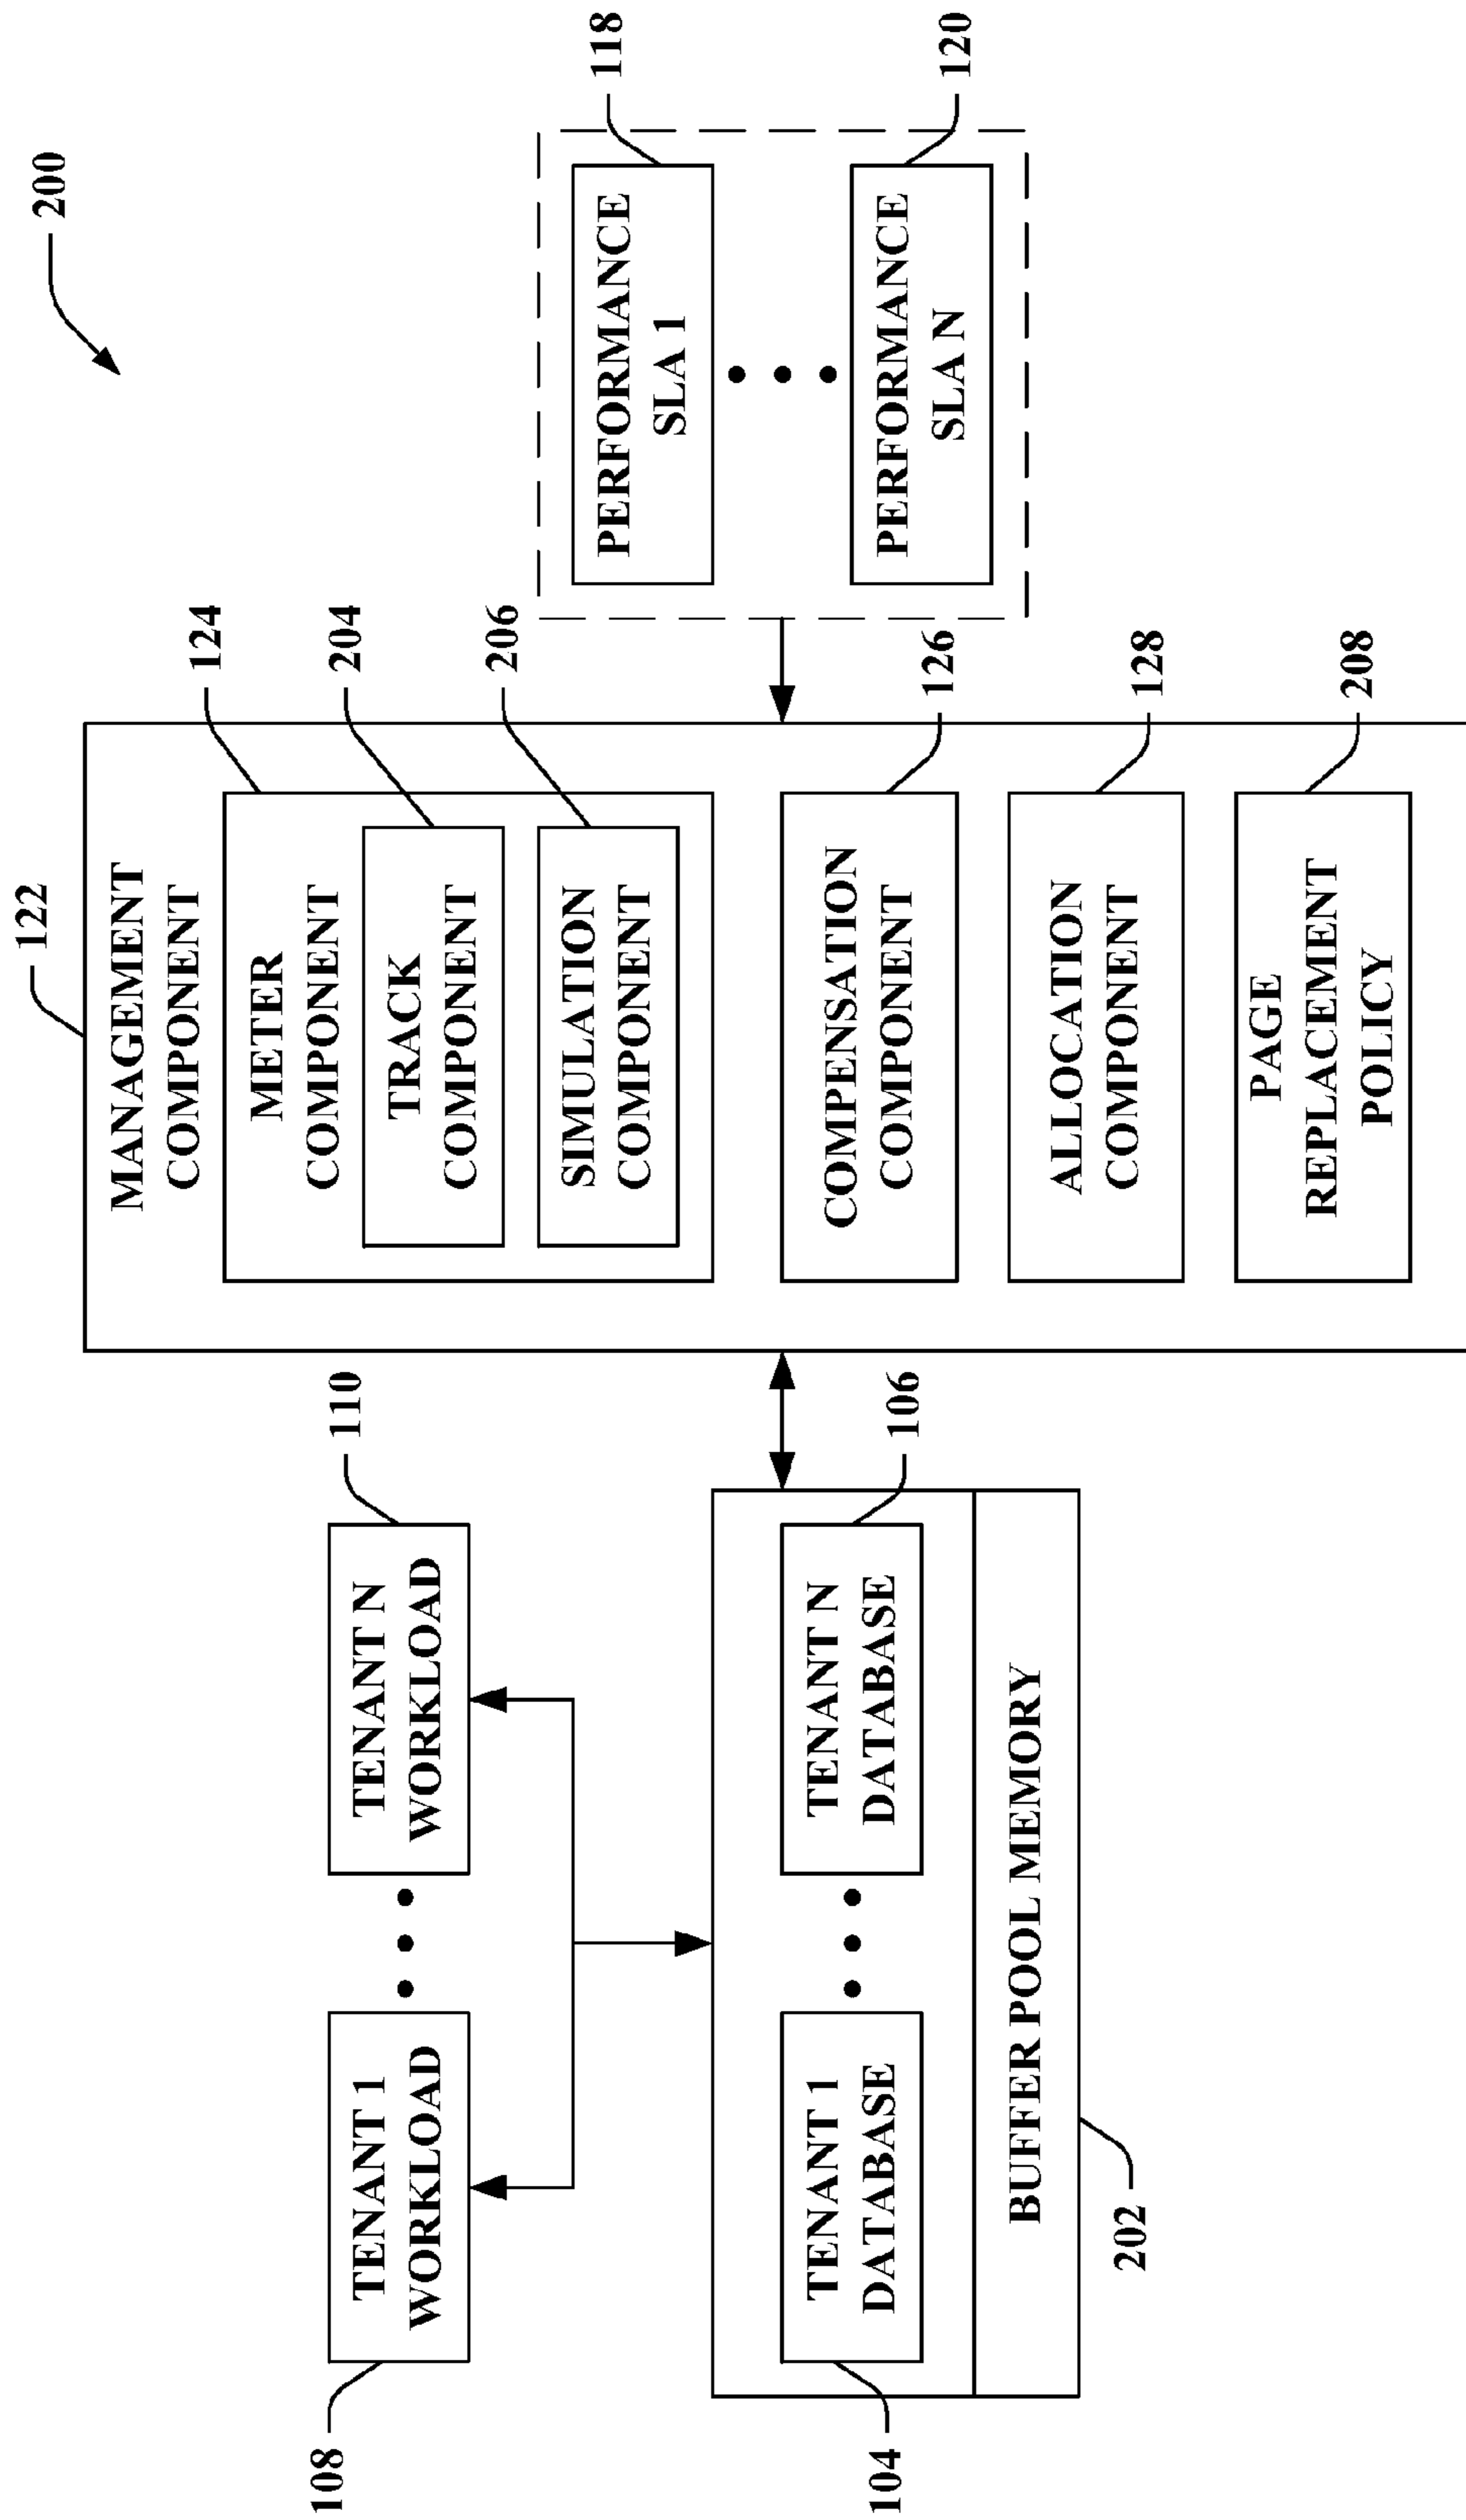 200
108
TENANT 1
WORKLOAD
TENANT N
WORKLOAD
110
104
TENANT 1
DATABASE
TENANT N
DATABASE
106
BUFFER POOL MEMORY
202
122
MANAGEMENT
COMPONENT
124
METER
COMPONENT
204
TRACK
COMPONENT
206
SIMULATION
COMPONENT
126
COMPENSATION
COMPONENT
128
ALLOCATION
COMPONENT
208
PAGE
REPLACEMENT
POLICY
118
PERFORMANCE
SLA 1
120
PERFORMANCE
SLA N